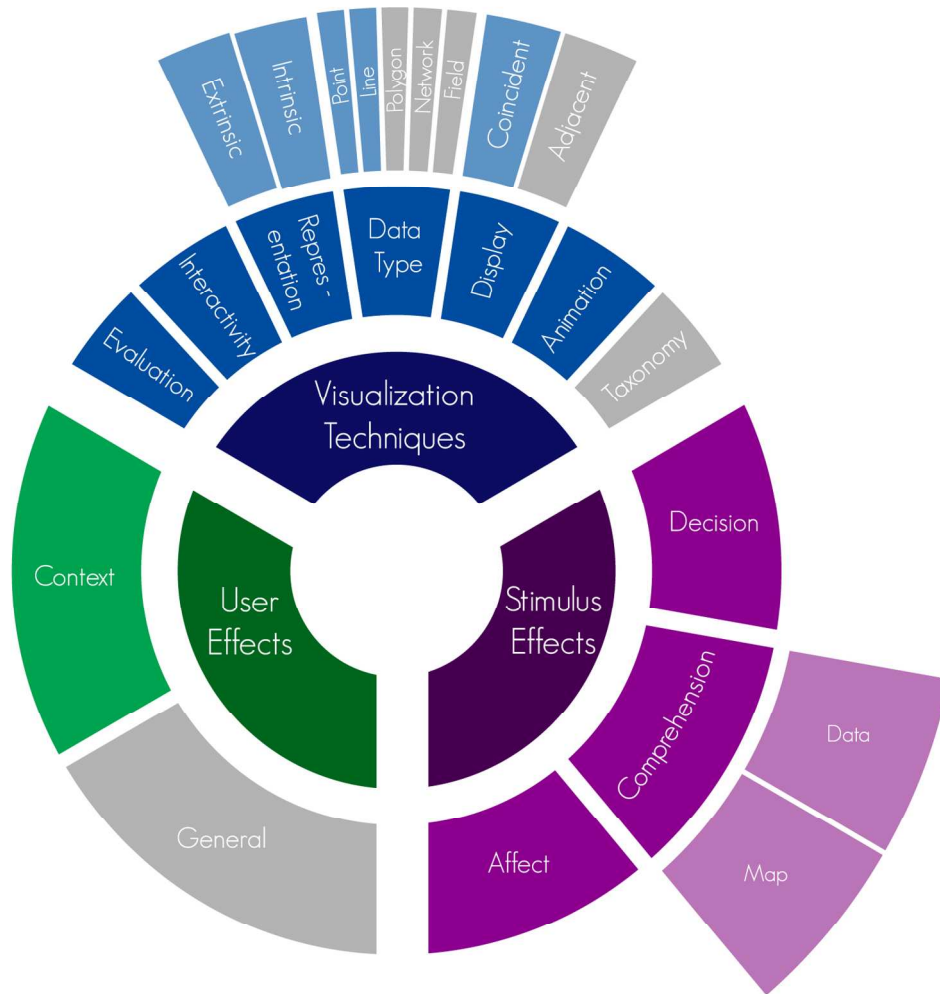 Extrinsic
Intrinsic
Point
Line
Polygon
Network
Field
Coincident
Adjacent
Evaluation
Interactivity
Repres -
entation
Data
Type
Display
Animation
Taxonomy
Visualization
Techniques
Context
User
Effects
General
Stimulus
Effects
Decision
Comprehension
Affect
Data
Map